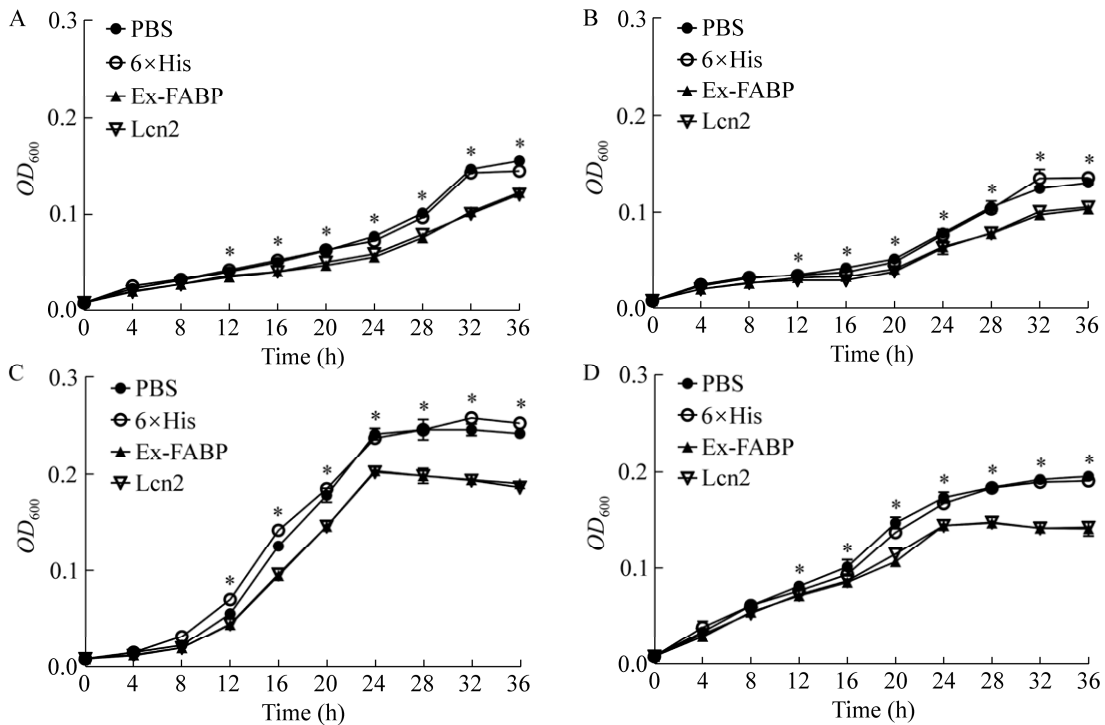 A
0.3
0.2
0.1
0.0
OD600
PBS
6×His
Ex-FABP
Lcn2
* * * * * * *
0 4 8 12 16 20 24 28 32 36
Time (h)
B
0.3
0.2
0.1
0.0
OD600
PBS
6×His
Ex-FABP
Lcn2
* * * * * * *
0 4 8 12 16 20 24 28 32 36
Time (h)
C
0.3
0.2
0.1
0.0
OD600
PBS
6×His
Ex-FABP
Lcn2
* * * * * * *
0 4 8 12 16 20 24 28 32 36
Time (h)
D
0.3
0.2
0.1
0.0
OD600
PBS
6×His
Ex-FABP
Lcn2
* * * * * * *
0 4 8 12 16 20 24 28 32 36
Time (h)